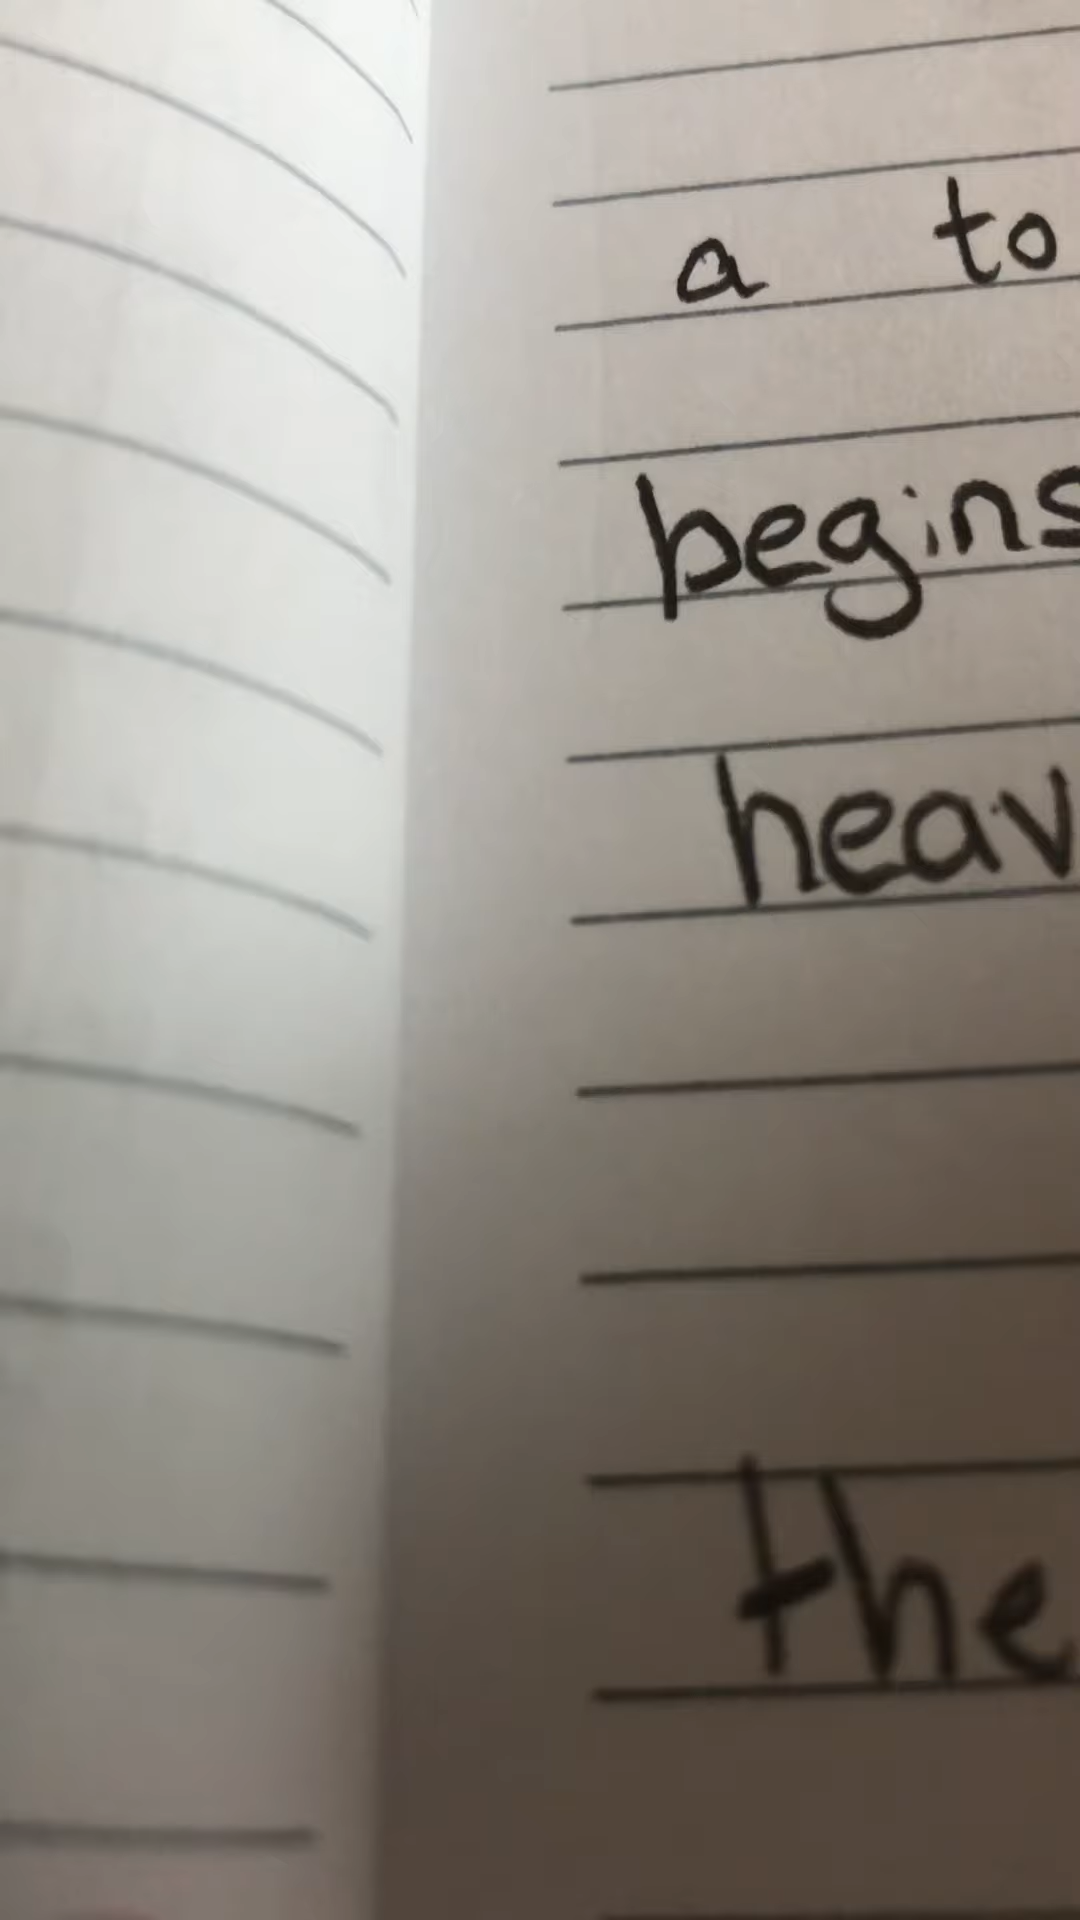 a to
begins
heav
the